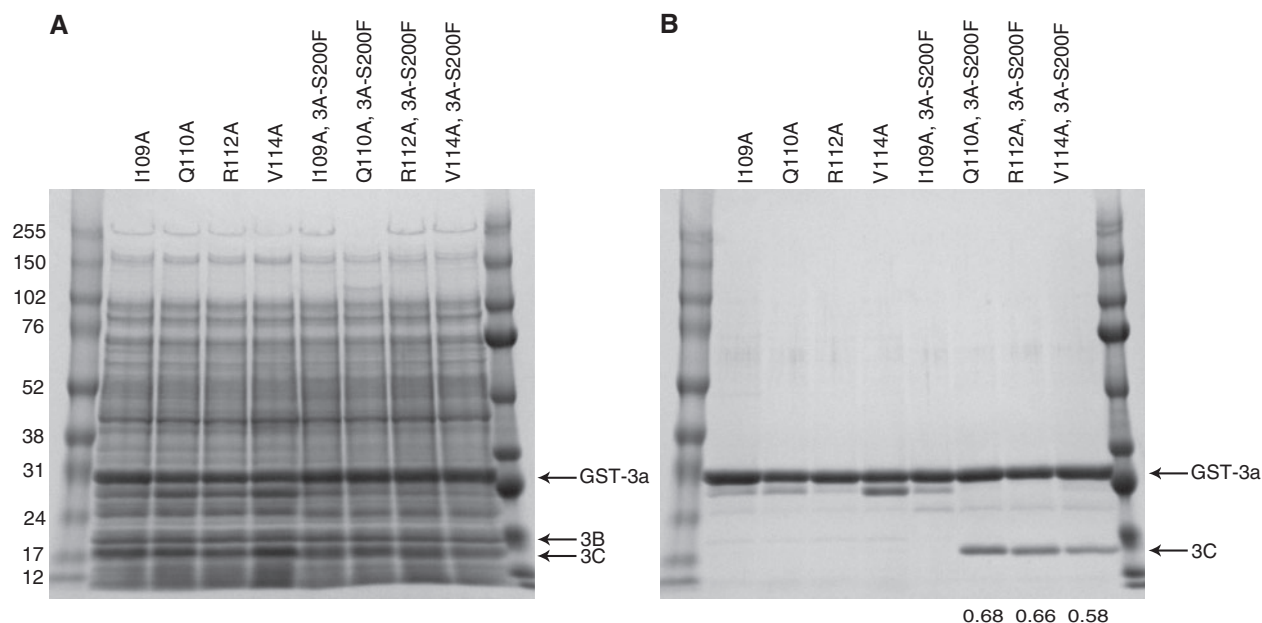 A
I109A
Q110A
R112A
V114A
I109A, 3A-S200F
Q110A, 3A-S200F
R112A, 3A-S200F
V114A, 3A-S200F
255
150
102
76
52
38
31
24
17
12
GST-3a
3B
3C
B
I109A
Q110A
R112A
V114A
I109A, 3A-S200F
Q110A, 3A-S200F
R112A, 3A-S200F
V114A, 3A-S200F
GST-3a
3C
0.68 0.66 0.58